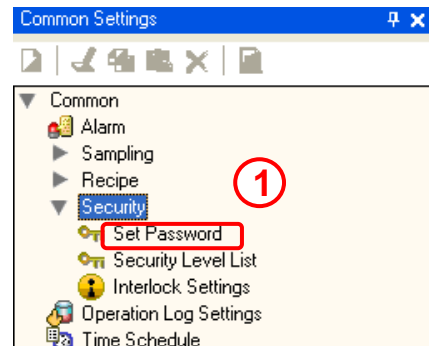 Common Settings
Common
Alarm
Sampling
Recipe
1
Security
Set Password
Security Level List
Interlock Settings
Operation Log Settings
Time Schedule